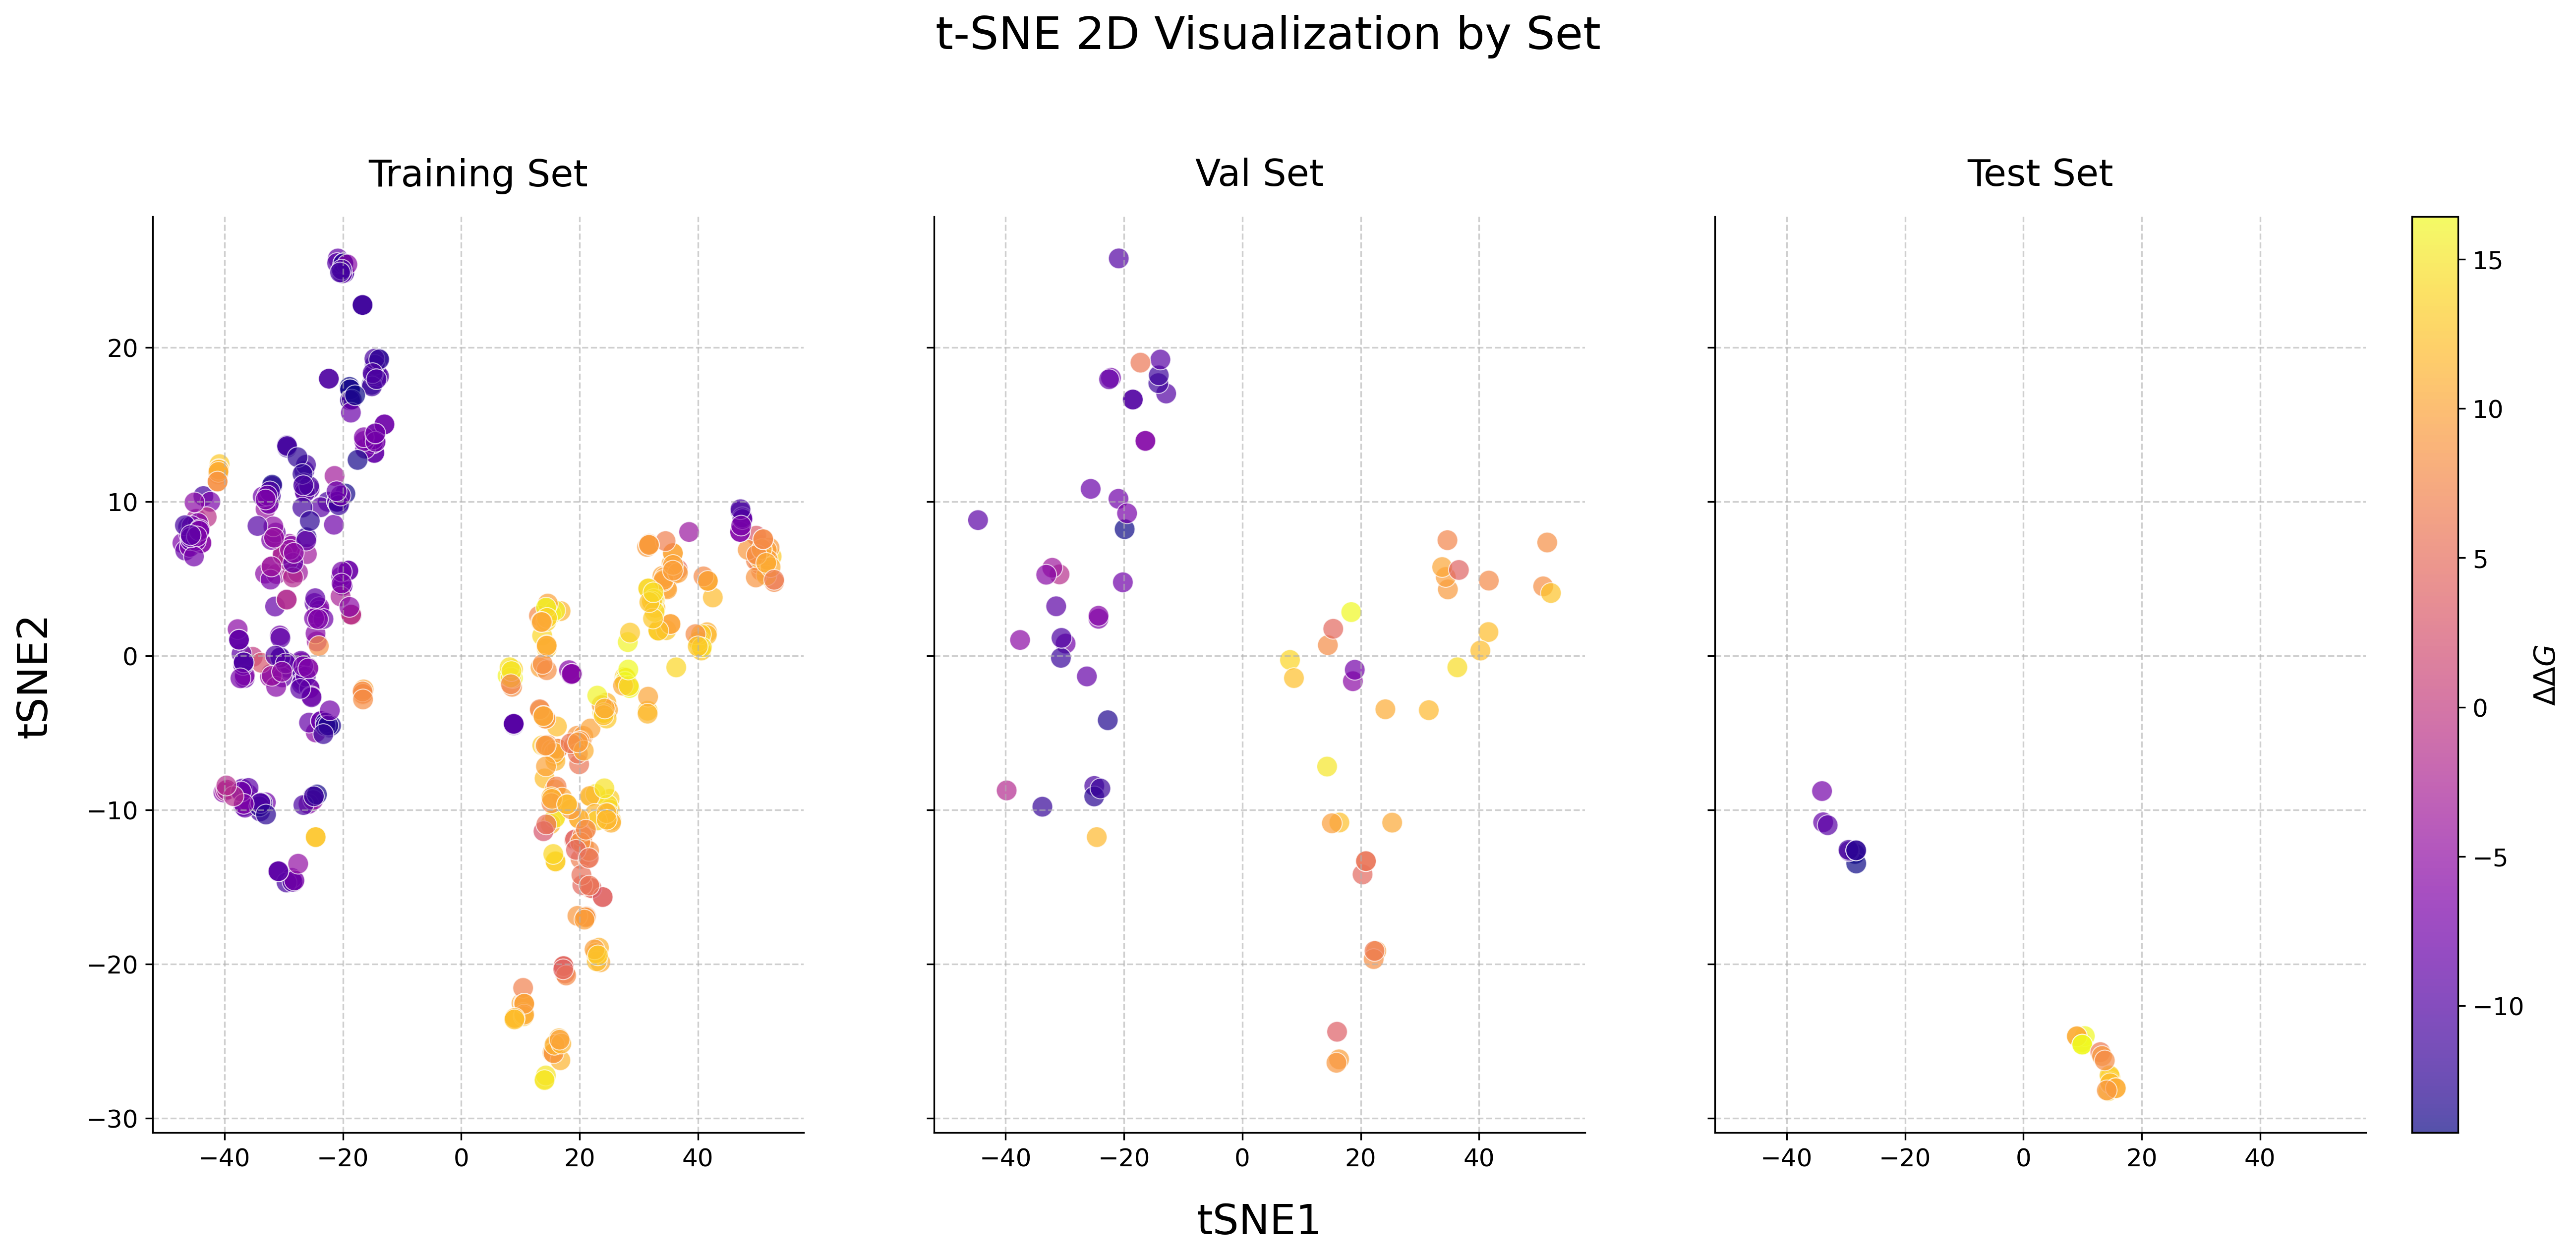 t-SNE 2D Visualization by Set
Training Set
Val Set
Test Set
tSNE2
20
10
0
−10
−20
−30
−40 −20 0 20 40
−40 −20 0 20 40
−40 −20 0 20 40
tSNE1
15
10
5
0
−5
−10
ΔΔG